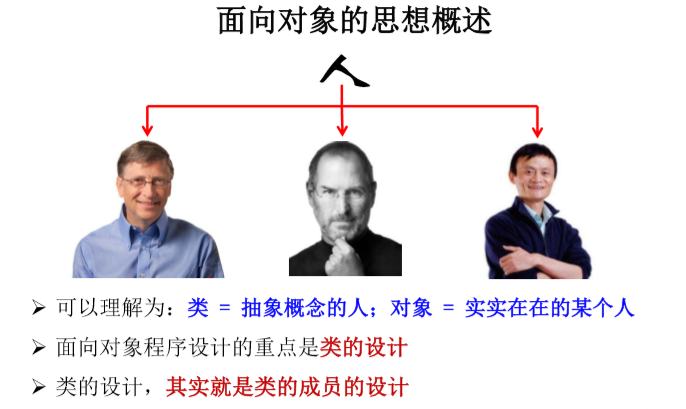 面向对象的思想概述
人
➢ 可以理解为：类 = 抽象概念的人；对象 = 实实在在的某个人
➢ 面向对象程序设计的重点是类的设计
➢ 类的设计，其实就是类的成员的设计